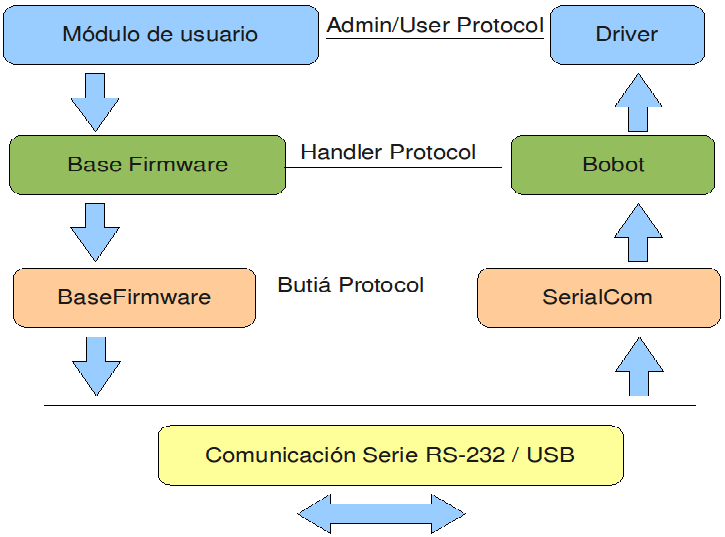 Módulo de usuario
Admin/User Protocol
Driver
Base Firmware
Handler Protocol
Bobot
BaseFirmware
Butiá Protocol
SerialCom
Comunicación Serie RS-232 / USB